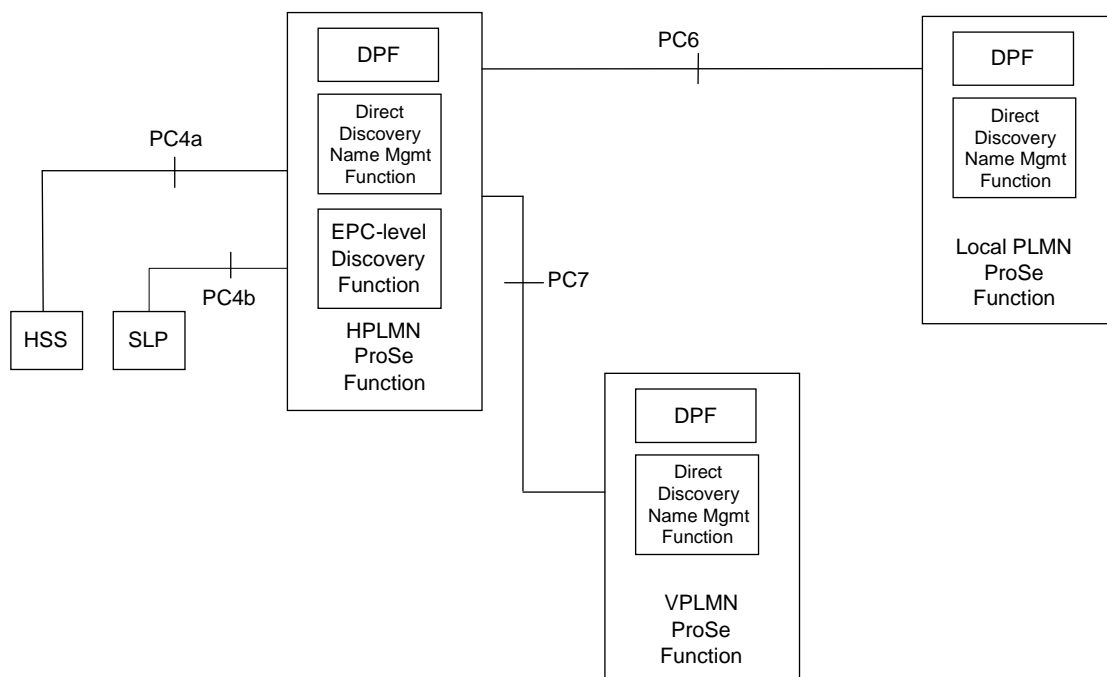 DPF
Direct
Discovery
Name Mgmt
Function
EPC-level
Discovery
Function
HPLMN
ProSe
Function
PC4a
PC4b
HSS
SLP
PC6
PC7
DPF
Direct
Discovery
Name Mgmt
Function
Local PLMN
ProSe
Function
DPF
Direct
Discovery
Name Mgmt
Function
VPLMN
ProSe
Function